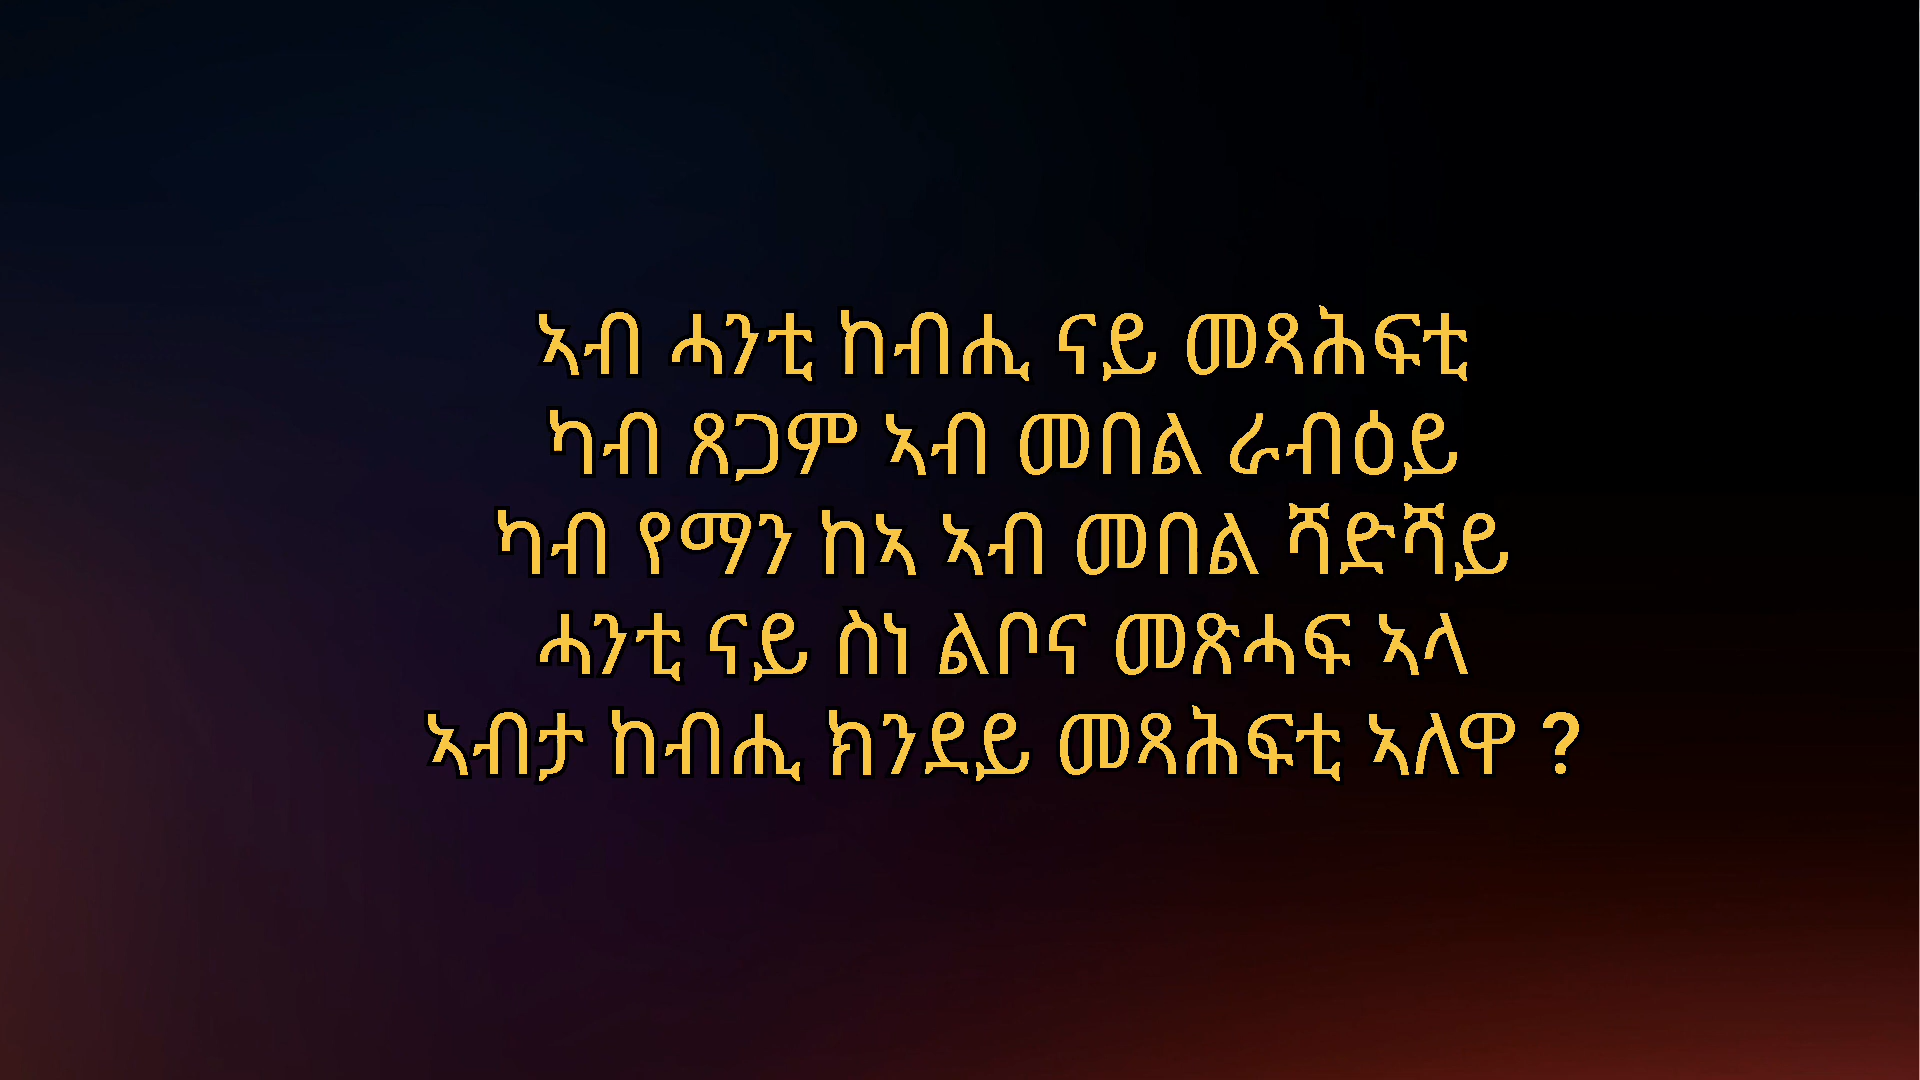 ኣብ ሓንቲ ከብሒ ናይ መጻሕፍቲ
ካብ ጸጋም ኣብ መበል ራብዕይ
ካብ የማን ከኣ ኣብ መበል ሻድሻይ
ሓንቲ ናይ ስነ ልቦና መጽሓፍ ኣላ
ኣብታ ከብሒ ክንደይ መጻሕፍቲ ኣለዋ ?